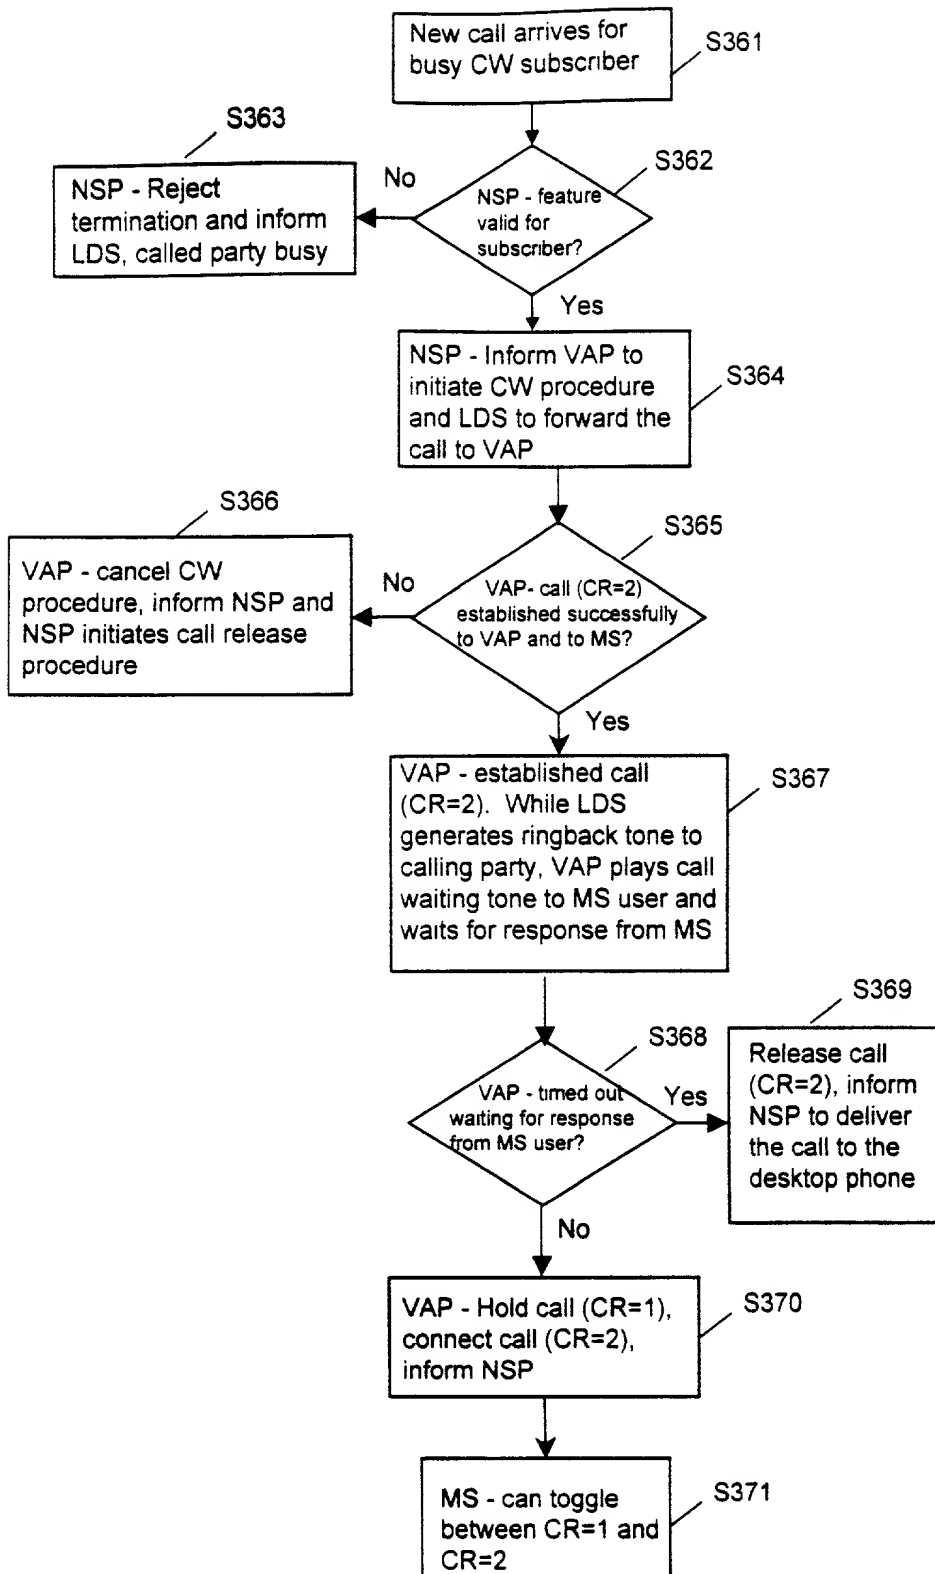 New call arrives for
busy CW subscriber
S361
S363
S362
NSP - Reject
termination and inform
LDS, called party busy
No
NSP - feature
valid for
subscriber?
Yes
NSP - Inform VAP to
initiate CW procedure
and LDS to forward the
call to VAP
S364
S366
S365
VAP - cancel CW
procedure, inform NSP and
NSP initiates call release
procedure
No
VAP- call (CR=2)
established successfully
to VAP and to MS?
Yes
VAP - established call
(CR=2). While LDS
generates ringback tone to
calling party, VAP plays call
waiting tone to MS user and
waits for response from MS
S367
S369
S368
VAP - timed out
waiting for response
from MS user?
Yes
Release call
(CR=2), inform
NSP to deliver
the call to the
desktop phone
No
VAP - Hold call (CR=1),
connect call (CR=2),
inform NSP
S370
MS - can toggle
between CR=1 and
CR=2
S371